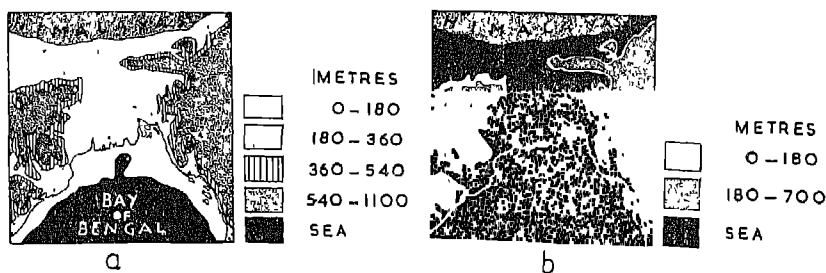 METRES
0-180
180-360
360-540
540-1100
SEA
BAY
OF
BENGAL
a
METRES
0-180
180-700
SEA
b